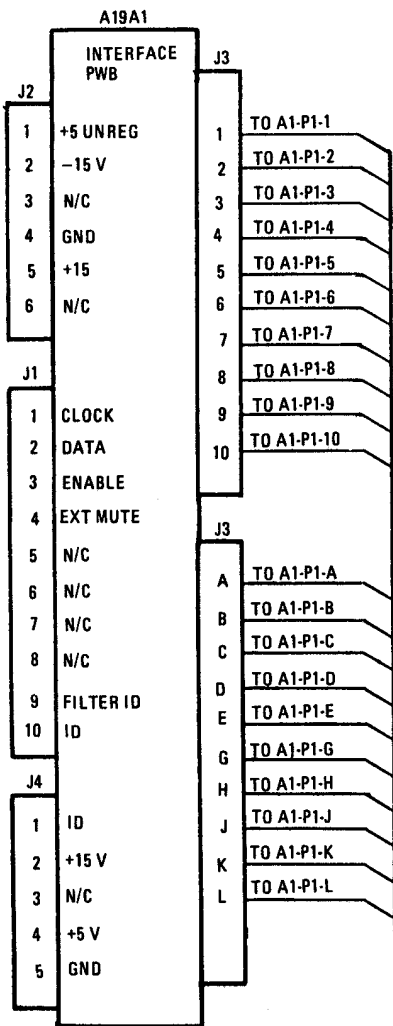 A19A1
INTERFACE
PWB
J2
1 +5 UNREG
2 −15 V
3 N/C
4 GND
5 +15
6 N/C
J1
1 CLOCK
2 DATA
3 ENABLE
4 EXT MUTE
5 N/C
6 N/C
7 N/C
8 N/C
9 FILTER ID
10 ID
J4
1 ID
2 +15 V
3 N/C
4 +5 V
5 GND
J3
1 TO A1-P1-1
2 TO A1-P1-2
3 TO A1-P1-3
4 TO A1-P1-4
5 TO A1-P1-5
6 TO A1-P1-6
7 TO A1-P1-7
8 TO A1-P1-8
9 TO A1-P1-9
10 TO A1-P1-10
J3
A TO A1-P1-A
B TO A1-P1-B
C TO A1-P1-C
D TO A1-P1-D
E TO A1-P1-E
G TO A1-P1-G
H TO A1-P1-H
J TO A1-P1-J
K TO A1-P1-K
L TO A1-P1-L